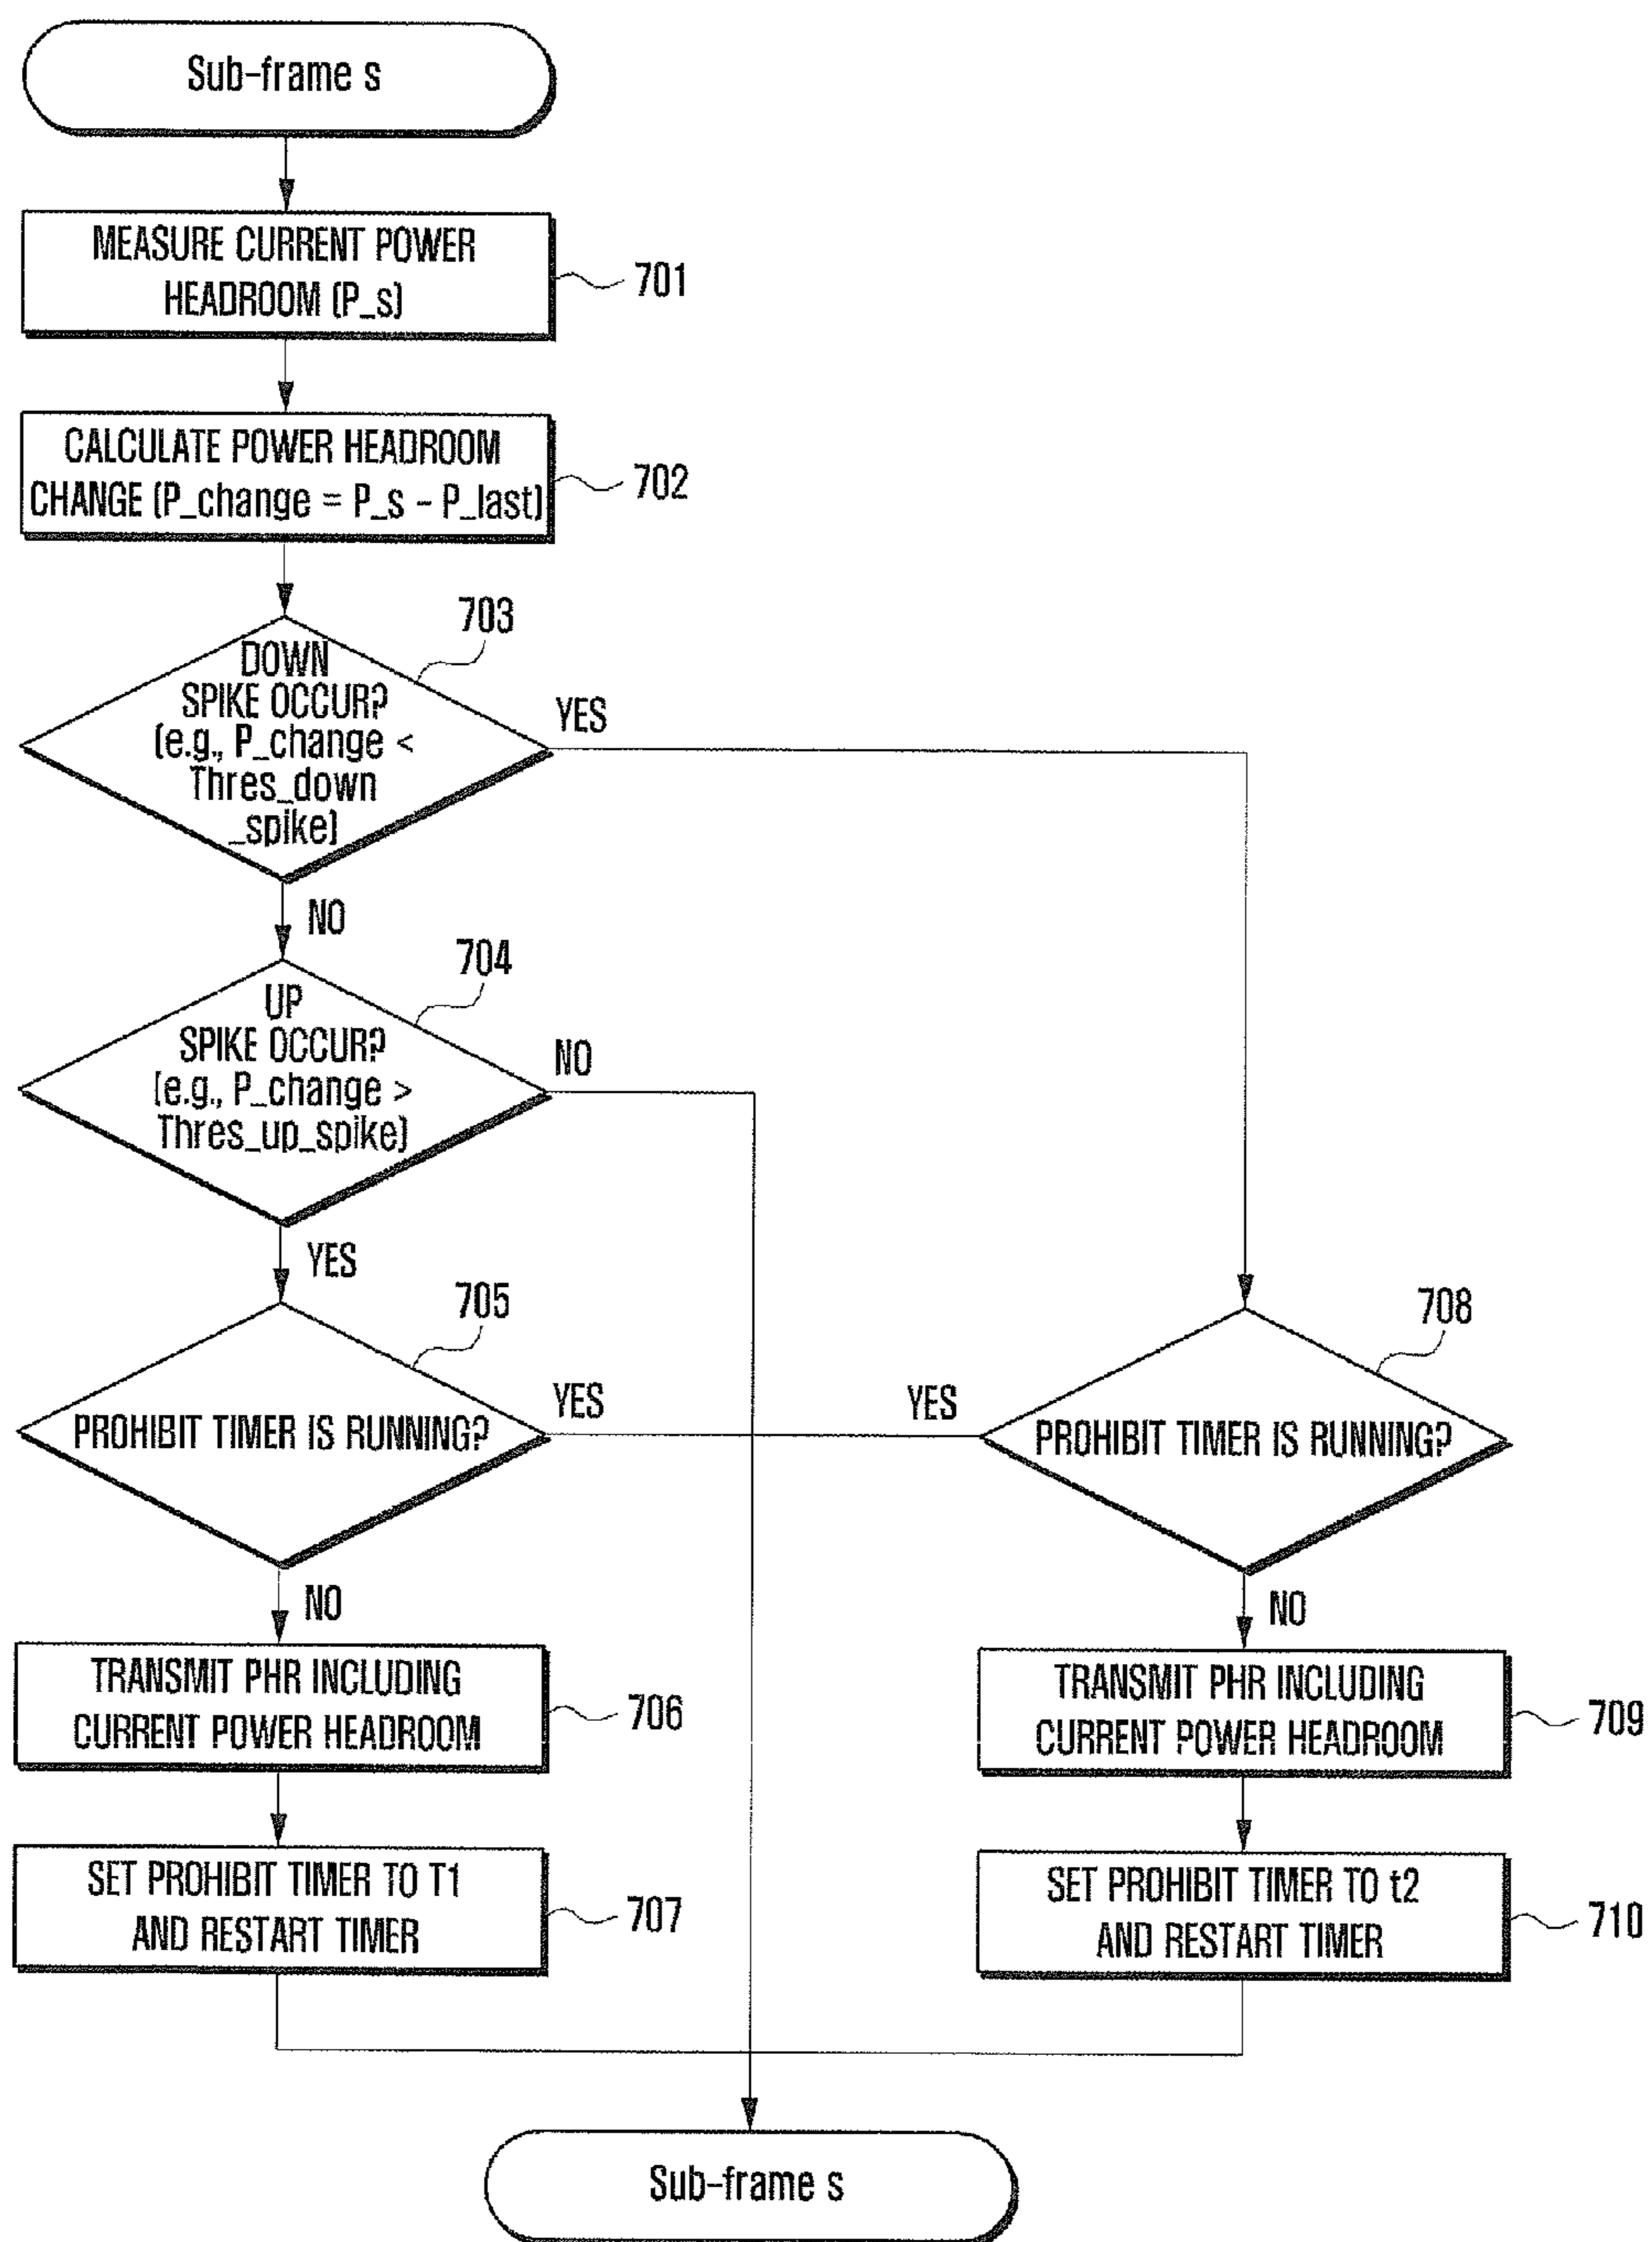 Sub-frame s
MEASURE CURRENT POWER
HEADROOM (P_s)
701
CALCULATE POWER HEADROOM
CHANGE (P_change = P_s - P_last)
702
703
DOWN
SPIKE OCCUR?
(e.g., P_change <
Thres_down
_spike)
YES
NO
704
UP
SPIKE OCCUR?
(e.g., P_change >
Thres_up_spike)
NO
YES
705
PROHIBIT TIMER IS RUNNING?
YES
708
YES
PROHIBIT TIMER IS RUNNING?
NO
TRANSMIT PHR INCLUDING
CURRENT POWER HEADROOM
706
SET PROHIBIT TIMER TO T1
AND RESTART TIMER
707
NO
TRANSMIT PHR INCLUDING
CURRENT POWER HEADROOM
709
SET PROHIBIT TIMER TO t2
AND RESTART TIMER
710
Sub-frame s